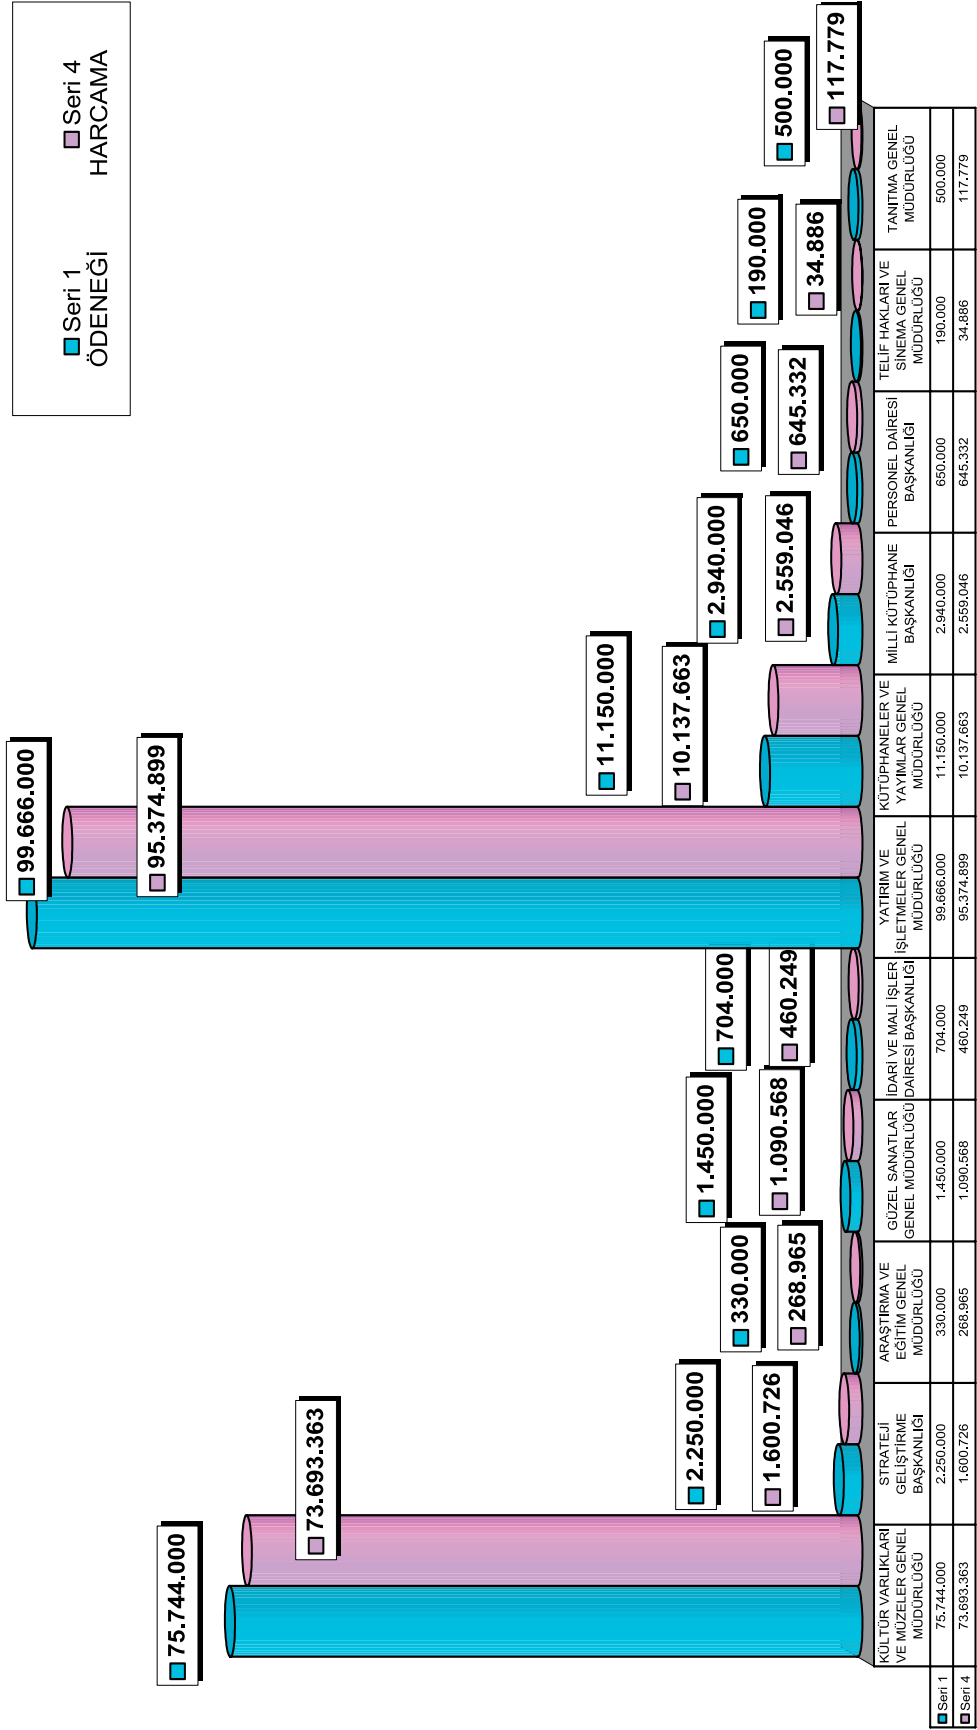 Seri 1 ÖDENEĞİ
Seri 4 HARCAMA
75.744.000
73.693.363
2.250.000
1.600.726
330.000
268.965
1.450.000
1.090.568
704.000
460.249
99.666.000
95.374.899
11.150.000
10.137.663
2.940.000
2.559.046
650.000
645.332
190.000
34.886
500.000
117.779
KÜLTÜR VARLIKLARI
VE MÜZELER GENEL
MÜDÜRLÜĞÜ
STRATEJİ
GELİŞTİRME
BAŞKANLIĞI
ARAŞTIRMA VE
EĞİTİM GENEL
MÜDÜRLÜĞÜ
GÜZEL SANATLAR
GENEL MÜDÜRLÜĞÜ
İDARİ VE MALİ İŞLER
DAİRESİ BAŞKANLIĞI
YATIRIM VE
İŞLETMELER GENEL
MÜDÜRLÜĞÜ
KÜTÜPHANELER VE
YAYIMLAR GENEL
MÜDÜRLÜĞÜ
MİLLİ KÜTÜPHANE
BAŞKANLIĞI
PERSONEL DAİRESİ
BAŞKANLIĞI
TELİF HAKLARI VE
SİNEMA GENEL
MÜDÜRLÜĞÜ
TANITMA GENEL
MÜDÜRLÜĞÜ
Seri 1 75.744.000 2.250.000 330.000 1.450.000 704.000 99.666.000 11.150.000 2.940.000 650.000 190.000 500.000
Seri 4 73.693.363 1.600.726 268.965 1.090.568 460.249 95.374.899 10.137.663 2.559.046 645.332 34.886 117.779